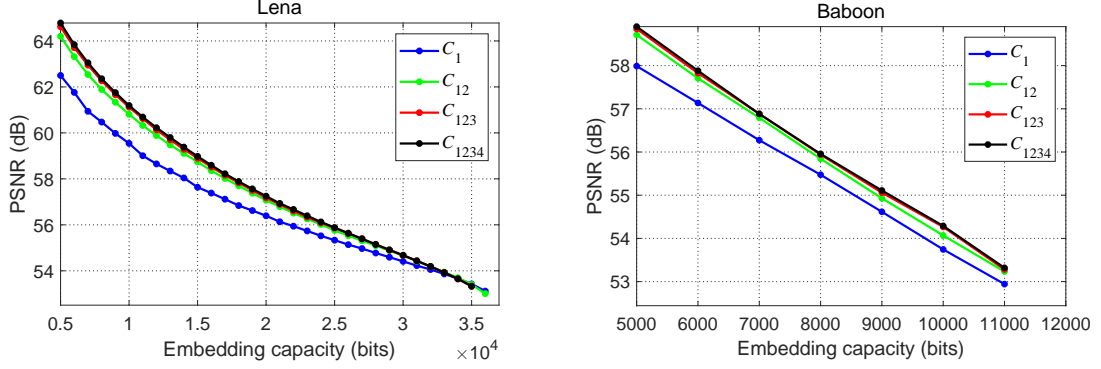 Lena
64
62
60
58
56
54
PSNR (dB)
C1
C12
C123
C1234
0.5 1 1.5 2 2.5 3 3.5
Embedding capacity (bits)
×10^4
Baboon
58
57
56
55
54
53
PSNR (dB)
C1
C12
C123
C1234
5000 6000 7000 8000 9000 10000 11000 12000
Embedding capacity (bits)